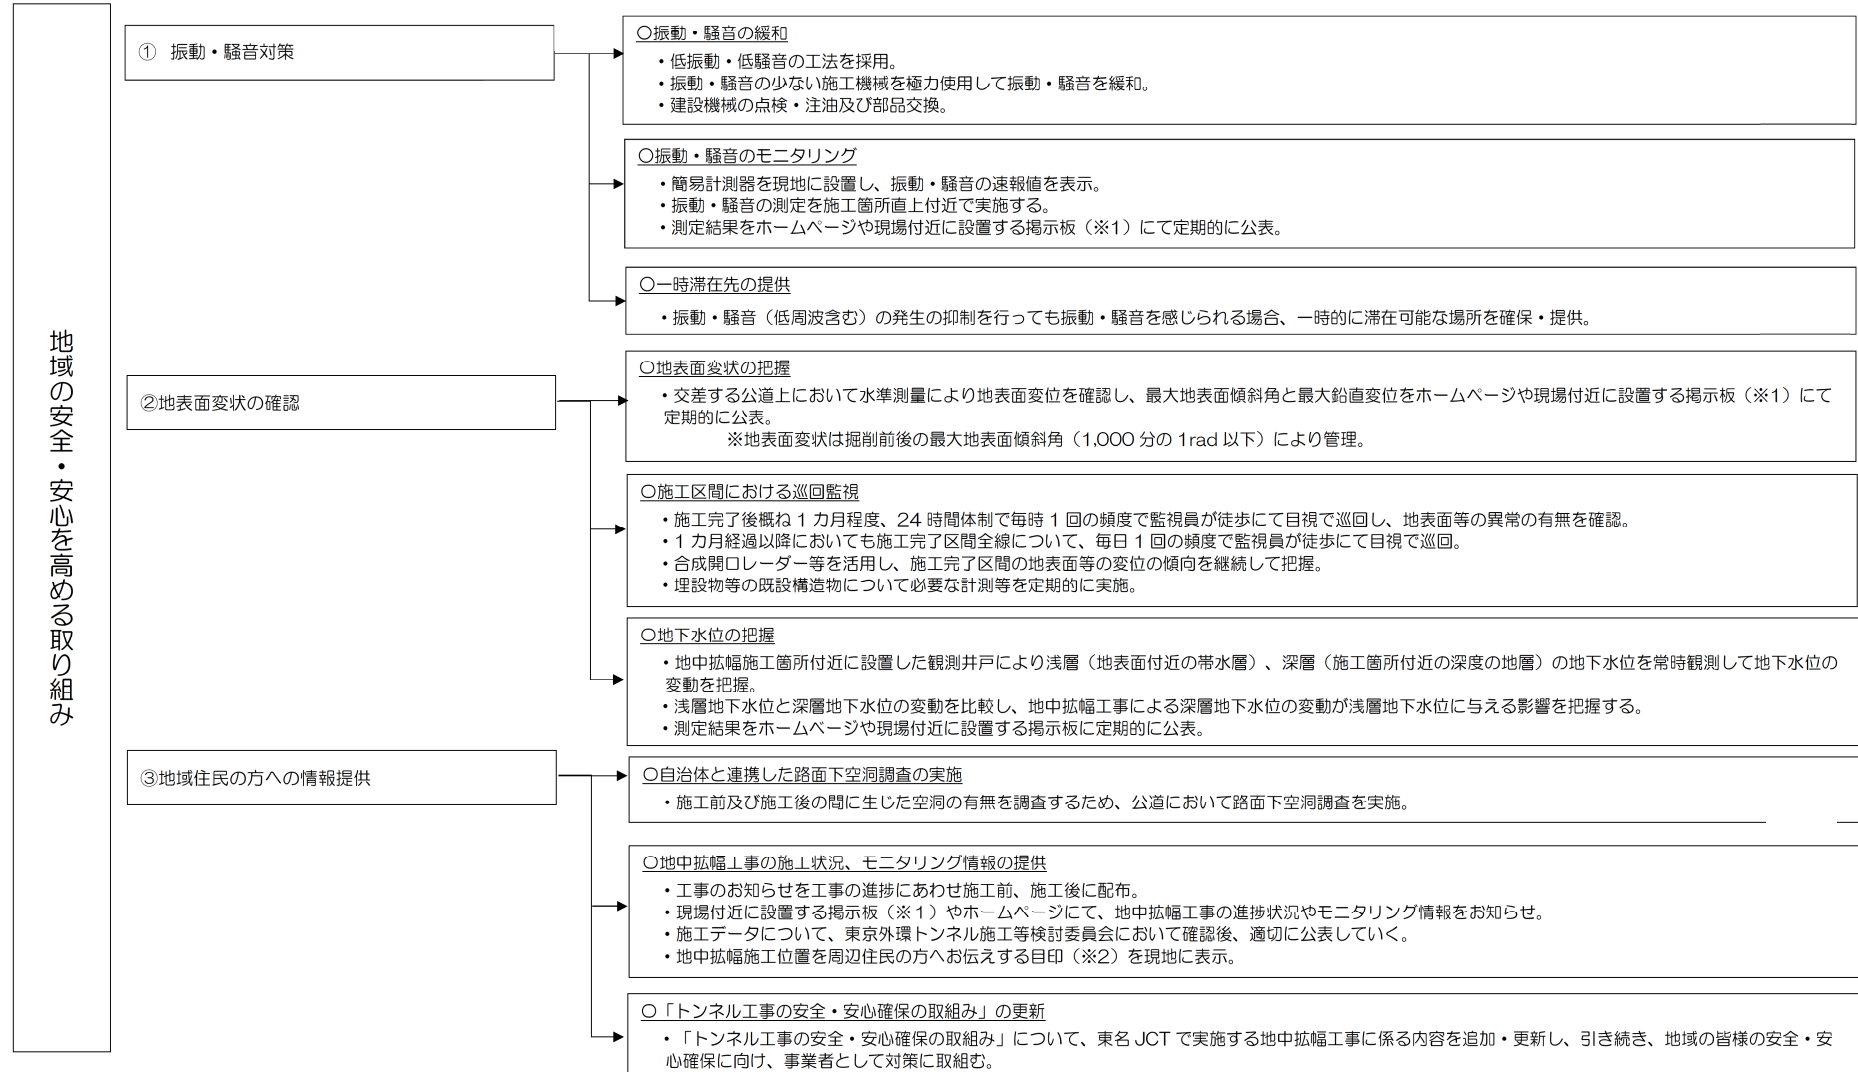 地域の安全・安心を高める取り組み
① 振動・騒音対策
○振動・騒音の緩和
・低振動・低騒音の工法を採用。
・振動・騒音の少ない施工機械を極力使用して振動・騒音を緩和。
・建設機械の点検・注油及び部品交換。
○振動・騒音のモニタリング
・簡易計測器を現地に設置し、振動・騒音の速報値を表示。
・振動・騒音の測定を施工箇所直上付近で実施する。
・測定結果をホームページや現場付近に設置する掲示板（※1）にて定期的に公表。
○一時滞在先の提供
・振動・騒音（低周波含む）の発生の抑制を行っても振動・騒音を感じられる場合、一時的に滞在可能な場所を確保・提供。
②地表面変状の確認
○地表面変状の把握
・交差する公道上において水準測量により地表面変位を確認し、最大地表面傾斜角と最大鉛直変位をホームページや現場付近に設置する掲示板（※1）にて
定期的に公表。
※地表面変状は掘削前後の最大地表面傾斜角（1,000 分の 1rad 以下）により管理。
○施工区間における巡回監視
・施工完了後概ね 1 カ月程度、24 時間体制で毎時 1 回の頻度で監視員が徒歩にて目視で巡回し、地表面等の異常の有無を確認。
・1 カ月経過以降においても施工完了区間全線について、毎日 1 回の頻度で監視員が徒歩にて目視で巡回。
・合成開口レーダー等を活用し、施工完了区間の地表面等の変位の傾向を継続して把握。
・埋設物等の既設構造物について必要な計測等を定期的に実施。
○地下水位の把握
・地中拡幅施工箇所付近に設置した観測井戸により浅層（地表面付近の帯水層）、深層（施工箇所付近の深度の地層）の地下水位を常時観測して地下水位の
変動を把握。
・浅層地下水位と深層地下水位の変動を比較し、地中拡幅工事による深層地下水位の変動が浅層地下水位に与える影響を把握する。
・測定結果をホームページや現場付近に設置する掲示板に定期的に公表。
③地域住民の方への情報提供
○自治体と連携した路面下空洞調査の実施
・施工前及び施工後の間に生じた空洞の有無を調査するため、公道において路面下空洞調査を実施。
○地中拡幅工事の施工状況、モニタリング情報の提供
・工事のお知らせを工事の進捗にあわせ施工前、施工後に配布。
・現場付近に設置する掲示板（※１）やホームページにて、地中拡幅工事の進捗状況やモニタリング情報をお知らせ。
・施工データについて、東京外環トンネル施工等検討委員会において確認後、適切に公表していく。
・地中拡幅施工位置を周辺住民の方へお伝えする目印（※2）を現地に表示。
○「トンネル工事の安全・安心確保の取組み」の更新
・「トンネル工事の安全・安心確保の取組み」について、東名 JCT で実施する地中拡幅工事に係る内容を追加・更新し、引き続き、地域の皆様の安全・安
心確保に向け、事業者として対策に取組む。